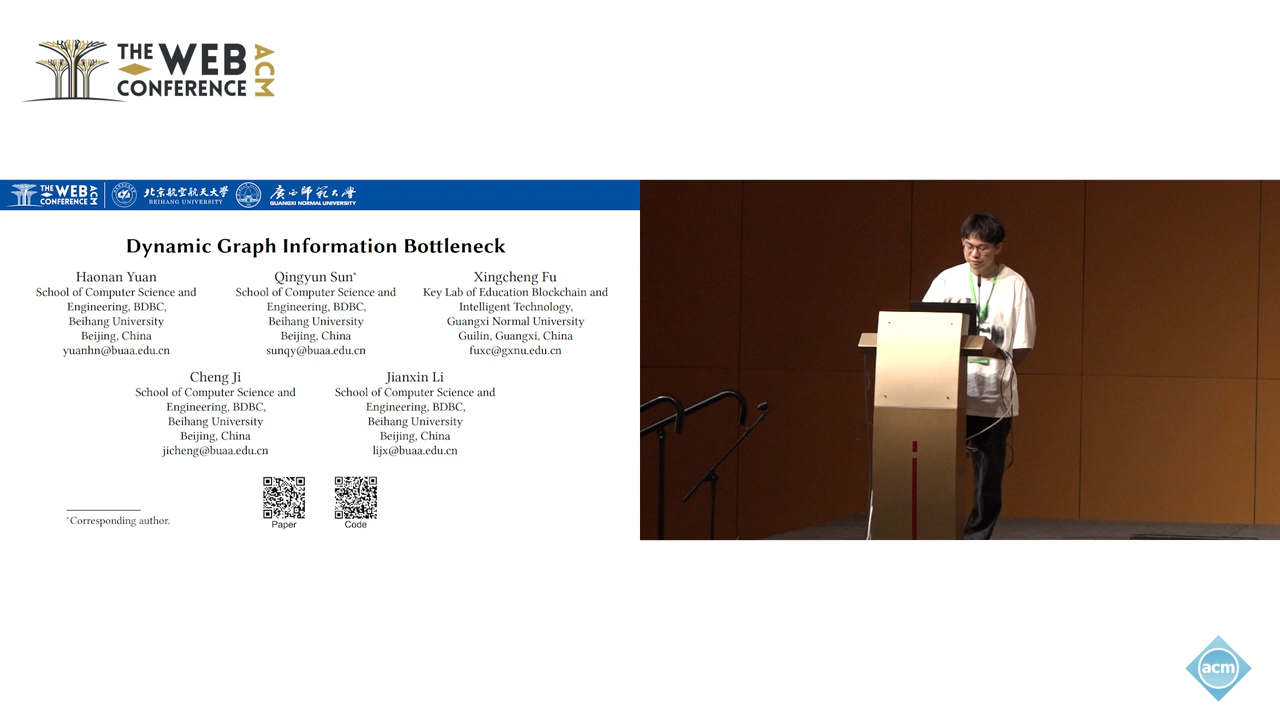 THE WEB
CONFERENCE
ACM
THE WEB
CONFERENCE
ACM
北京航空航天大学
BEIHANG UNIVERSITY
广西师范大学
GUANGXI NORMAL UNIVERSITY
Dynamic Graph Information Bottleneck
Haonan Yuan
School of Computer Science and
Engineering, BDBC,
Beihang University
Beijing, China
yuanhn@buaa.edu.cn
Qingyun Sun*
School of Computer Science and
Engineering, BDBC,
Beihang University
Beijing, China
sunqy@buaa.edu.cn
Xingcheng Fu
Key Lab of Education Blockchain and
Intelligent Technology,
Guangxi Normal University
Guilin, Guangxi, China
fuxc@gxnu.edu.cn
Cheng Ji
School of Computer Science and
Engineering, BDBC,
Beihang University
Beijing, China
jicheng@buaa.edu.cn
Jianxin Li
School of Computer Science and
Engineering, BDBC,
Beihang University
Beijing, China
lijx@buaa.edu.cn
Paper
Code
*Corresponding author.
acm